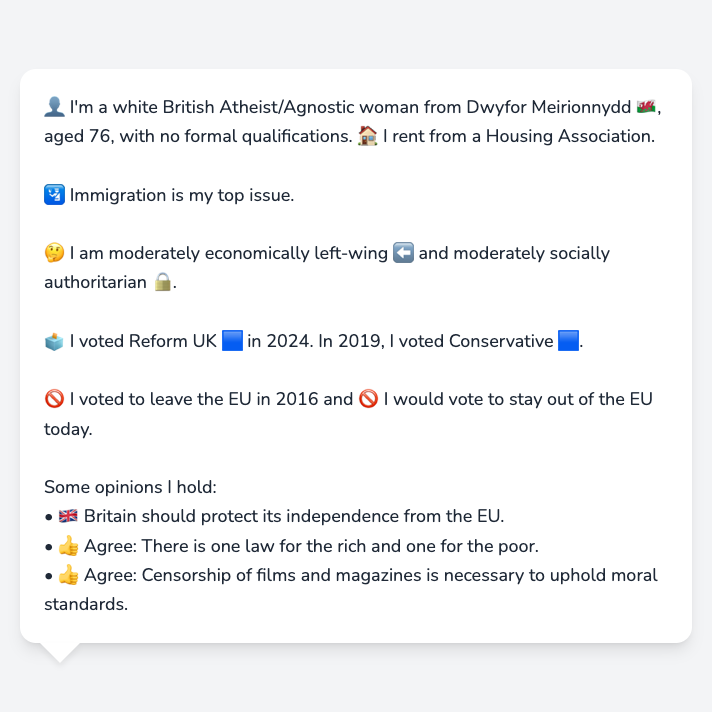 👤 I'm a white British Atheist/Agnostic woman from Dwyfor Meirionnydd 🏴󠁧󠁢󠁷󠁬󠁳󠁿,
aged 76, with no formal qualifications. 🏠 I rent from a Housing Association.
🛂 Immigration is my top issue.
🤔 I am moderately economically left-wing ⬅️ and moderately socially
authoritarian 🔒.
🗳️ I voted Reform UK 🟦 in 2024. In 2019, I voted Conservative 🟦.
🚫 I voted to leave the EU in 2016 and 🚫 I would vote to stay out of the EU
today.
Some opinions I hold:
• 🇬🇧 Britain should protect its independence from the EU.
• 👍 Agree: There is one law for the rich and one for the poor.
• 👍 Agree: Censorship of films and magazines is necessary to uphold moral
standards.